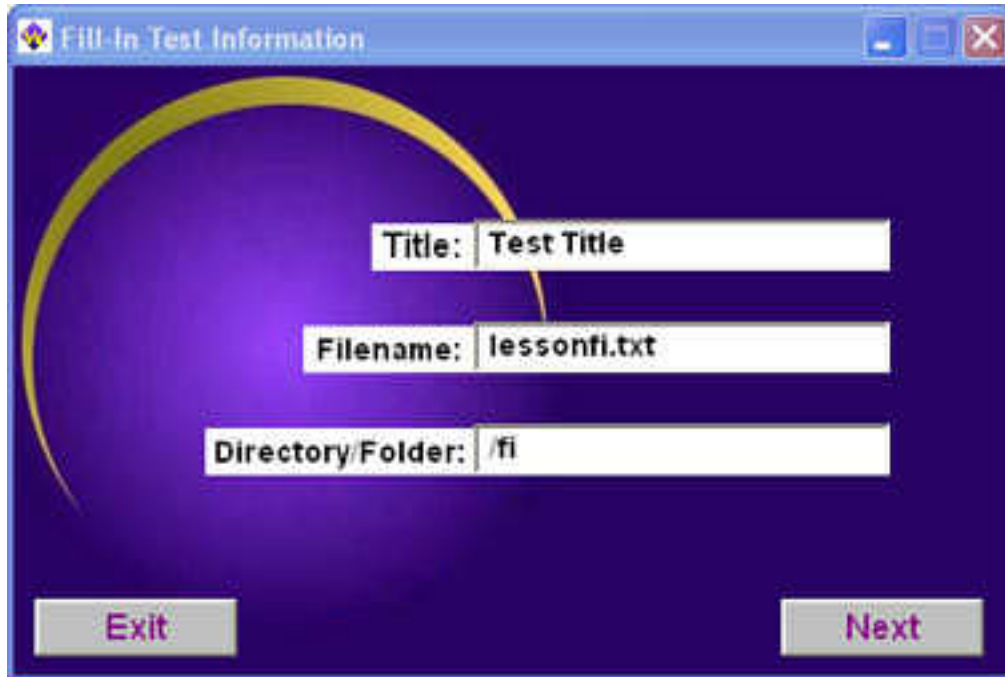 Fill-In Test Information
Title: Test Title
Filename: lessonfi.txt
Directory/Folder: /fi
Exit Next